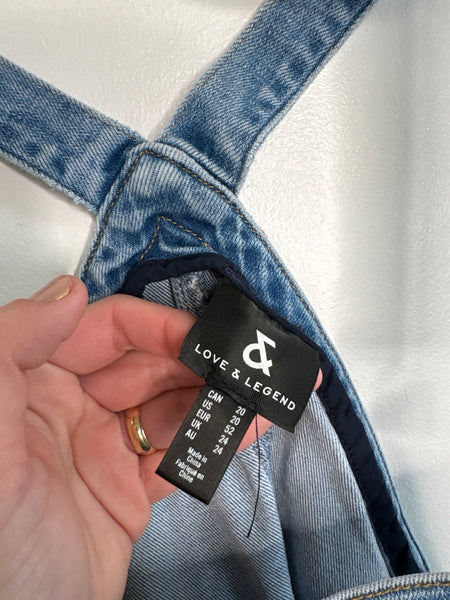 &
LOVE & LEGEND
CAN 20
US 20
EUR 52
UK 24
AU 24
Made in
China
Fabriqué en
Chine